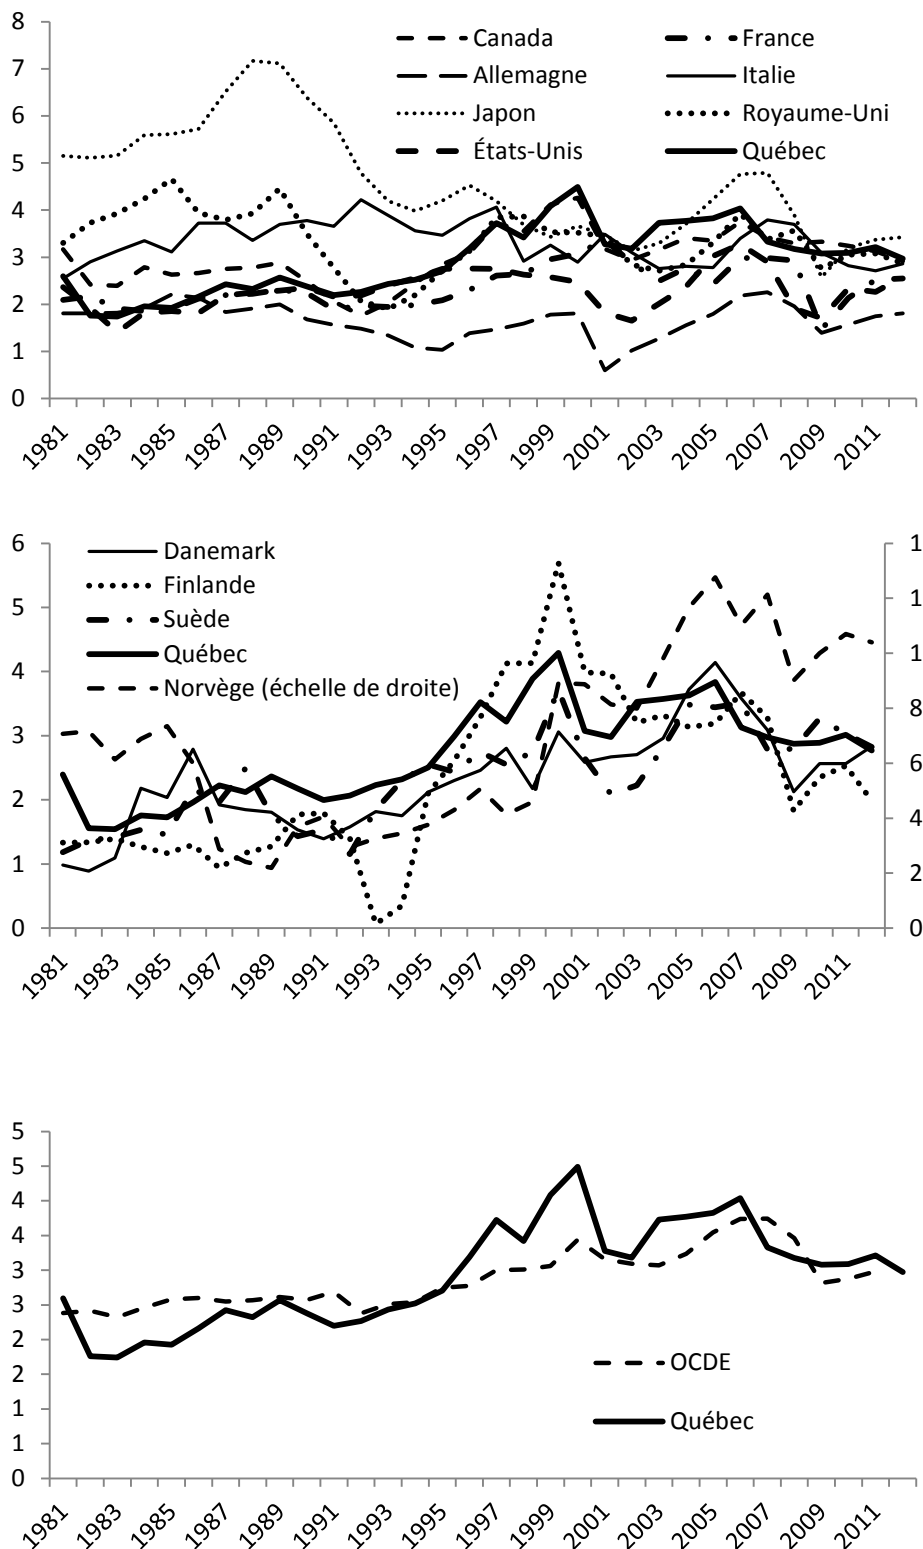 8
7
6
5
4
3
2
1
0
Canada France
Allemagne Italie
Japon Royaume-Uni
États-Unis Québec
1981 1983 1985 1987 1989 1991 1993 1995 1997 1999 2001 2003 2005 2007 2009 2011
6
5
4
3
2
1
0
Danemark
Finlande
Suède
Québec
Norvège (échelle de droite)
1
1
1
8
6
4
2
0
1981 1983 1985 1987 1989 1991 1993 1995 1997 1999 2001 2003 2005 2007 2009 2011
5
5
4
4
3
3
2
2
1
1
0
OCDE
Québec
1981 1983 1985 1987 1989 1991 1993 1995 1997 1999 2001 2003 2005 2007 2009 2011